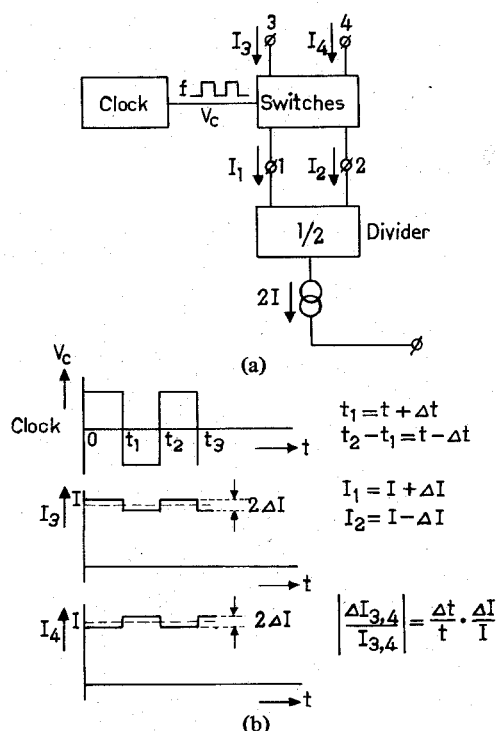 3 4
I₃ I₄
Clock f V_C Switches
I₁ 1 I₂ 2
1/2 Divider
2I
(a)
V_C
Clock
0 t₁ t₂ t₃ t
t₁ = t + Δt
t₂ - t₁ = t - Δt
I₃ I 2ΔI
t
I₁ = I + ΔI
I₂ = I - ΔI
I₄ I 2ΔI
t
|ΔI₃,₄ / I₃,₄| = Δt/t · ΔI/I
(b)